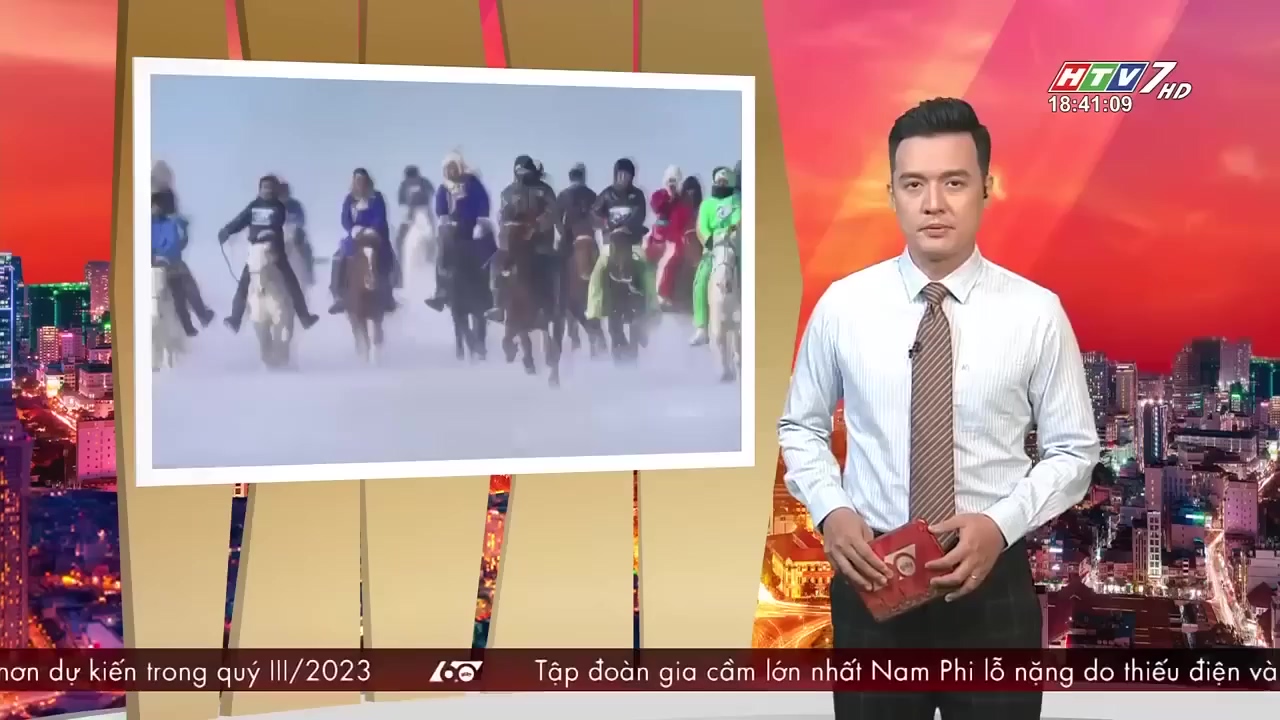 HTV7 HD
18:41:09
hơn dự kiến trong quý III/2023 60 Tập đoàn gia cầm lớn nhất Nam Phi lỗ nặng do thiếu điện và